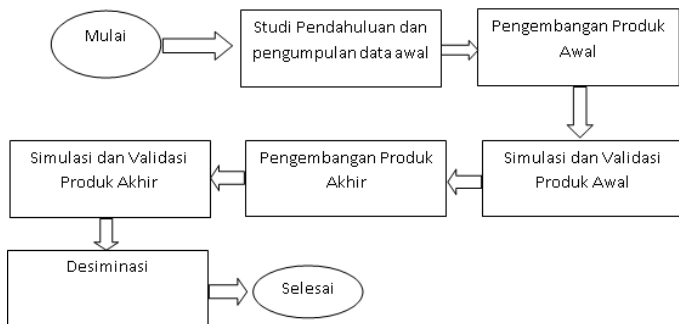 Mulai
Studi Pendahuluan dan
pengumpulan data awal
Pengembangan Produk
Awal
Simulasi dan Validasi
Produk Awal
Pengembangan Produk
Akhir
Simulasi dan Validasi
Produk Akhir
Desiminasi
Selesai